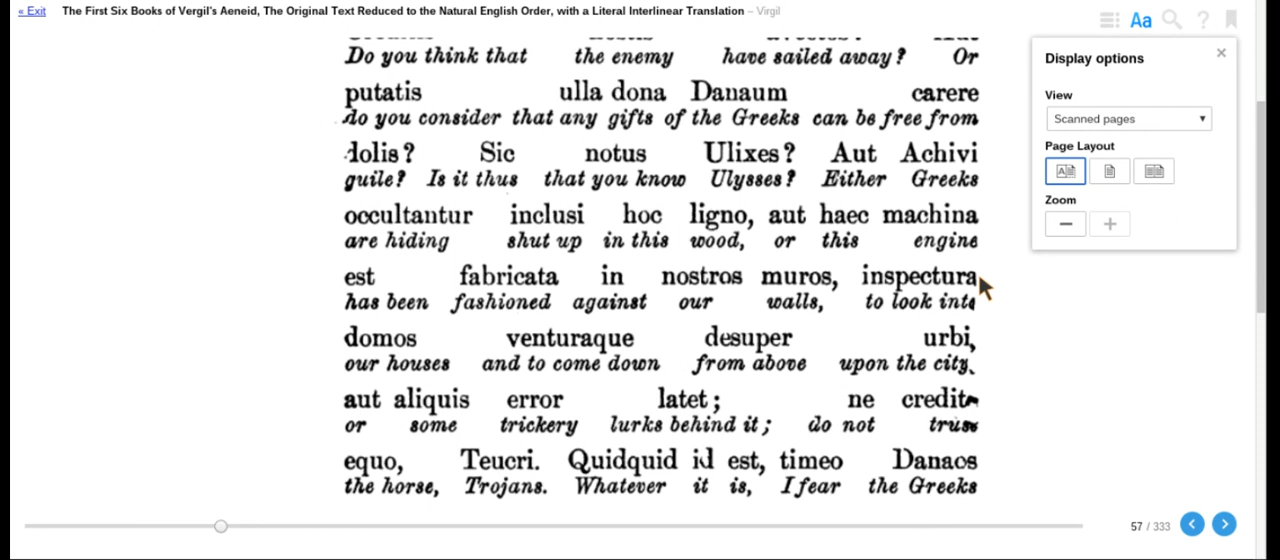 « Exit The First Six Books of Vergil's Aeneid, The Original Text Reduced to the Natural English Order, with a Literal Interlinear Translation – Virgil
Aa
Do you think that the enemy have sailed away? Or
putatis ulla dona Danaum carere
do you consider that any gifts of the Greeks can be free from
dolis? Sic notus Ulixes? Aut Achivi
guile? Is it thus that you know Ulysses? Either Greeks
occultantur inclusi hoc ligno, aut haec machina
are hiding shut up in this wood, or this engine
est fabricata in nostros muros, inspectura
has been fashioned against our walls, to look into
domos venturaque desuper urbi,
our houses and to come down from above upon the city,
aut aliquis error latet; ne credite
or some trickery lurks behind it; do not trust
equo, Teucri. Quidquid id est, timeo Danaos
the horse, Trojans. Whatever it is, I fear the Greeks
Display options
View
Scanned pages
Page Layout
Zoom
57 / 333